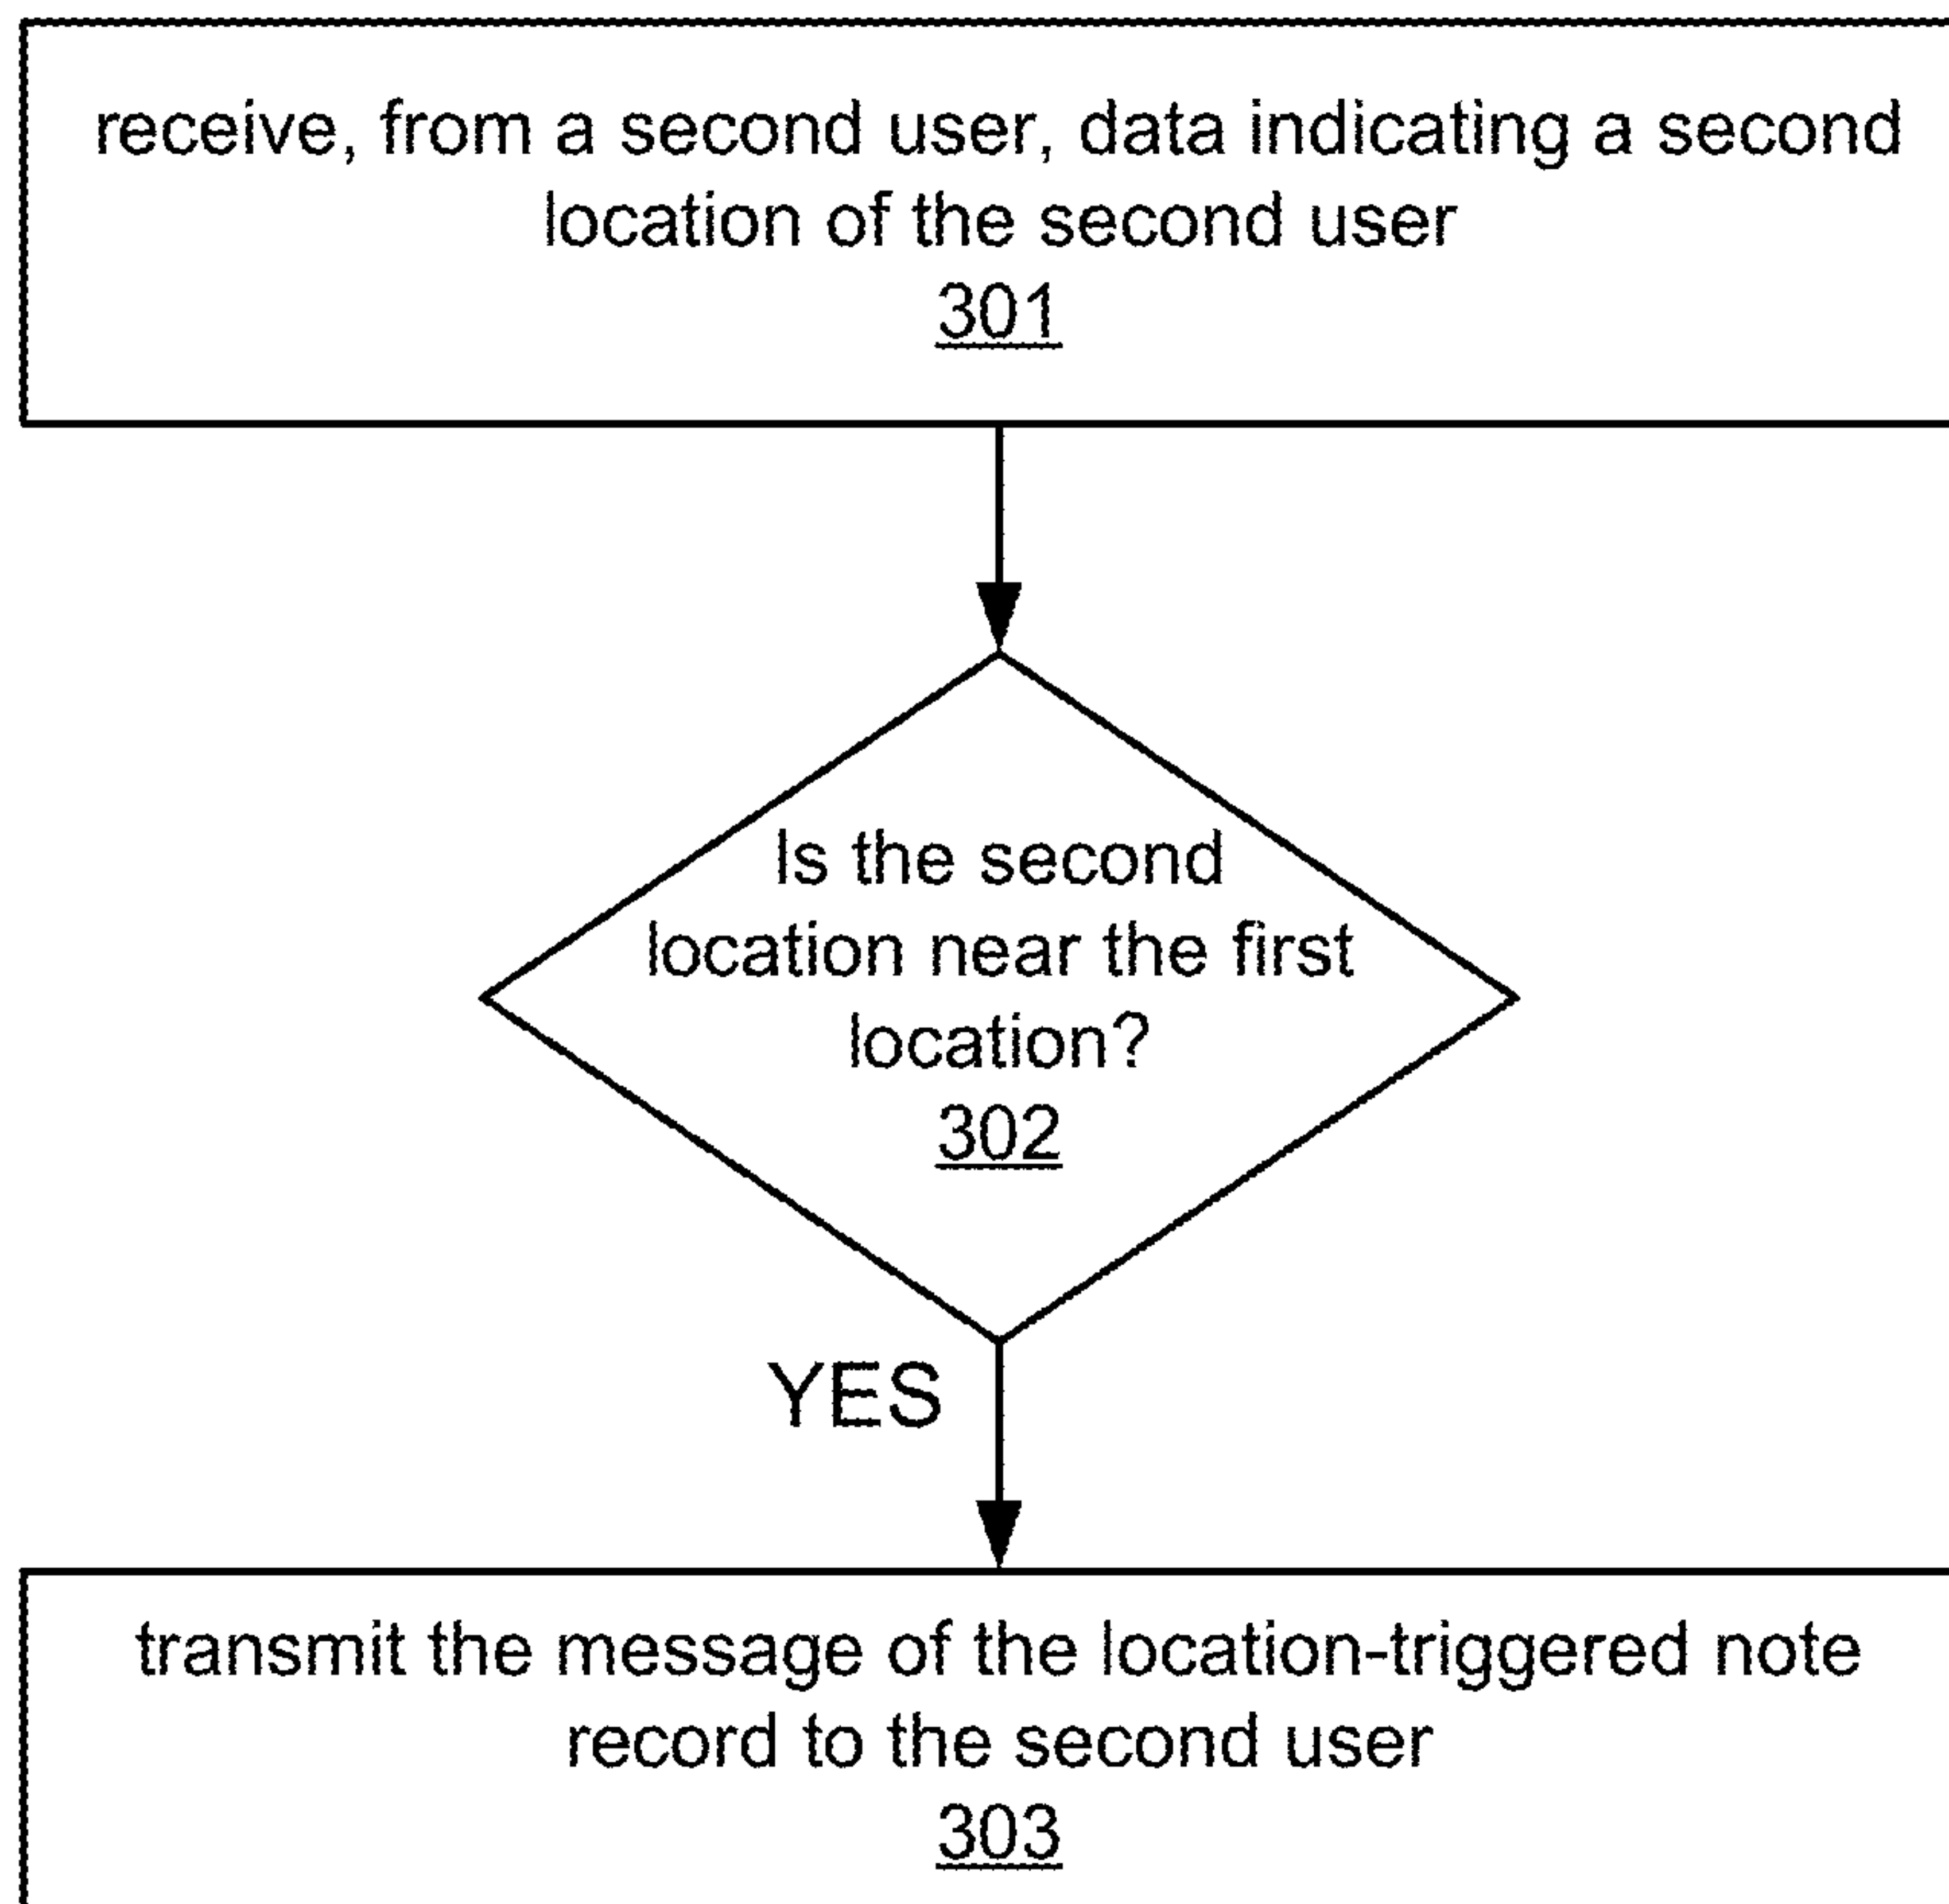 receive, from a second user, data indicating a second
location of the second user
301
Is the second
location near the first
location?
302
YES
transmit the message of the location-triggered note
record to the second user
303